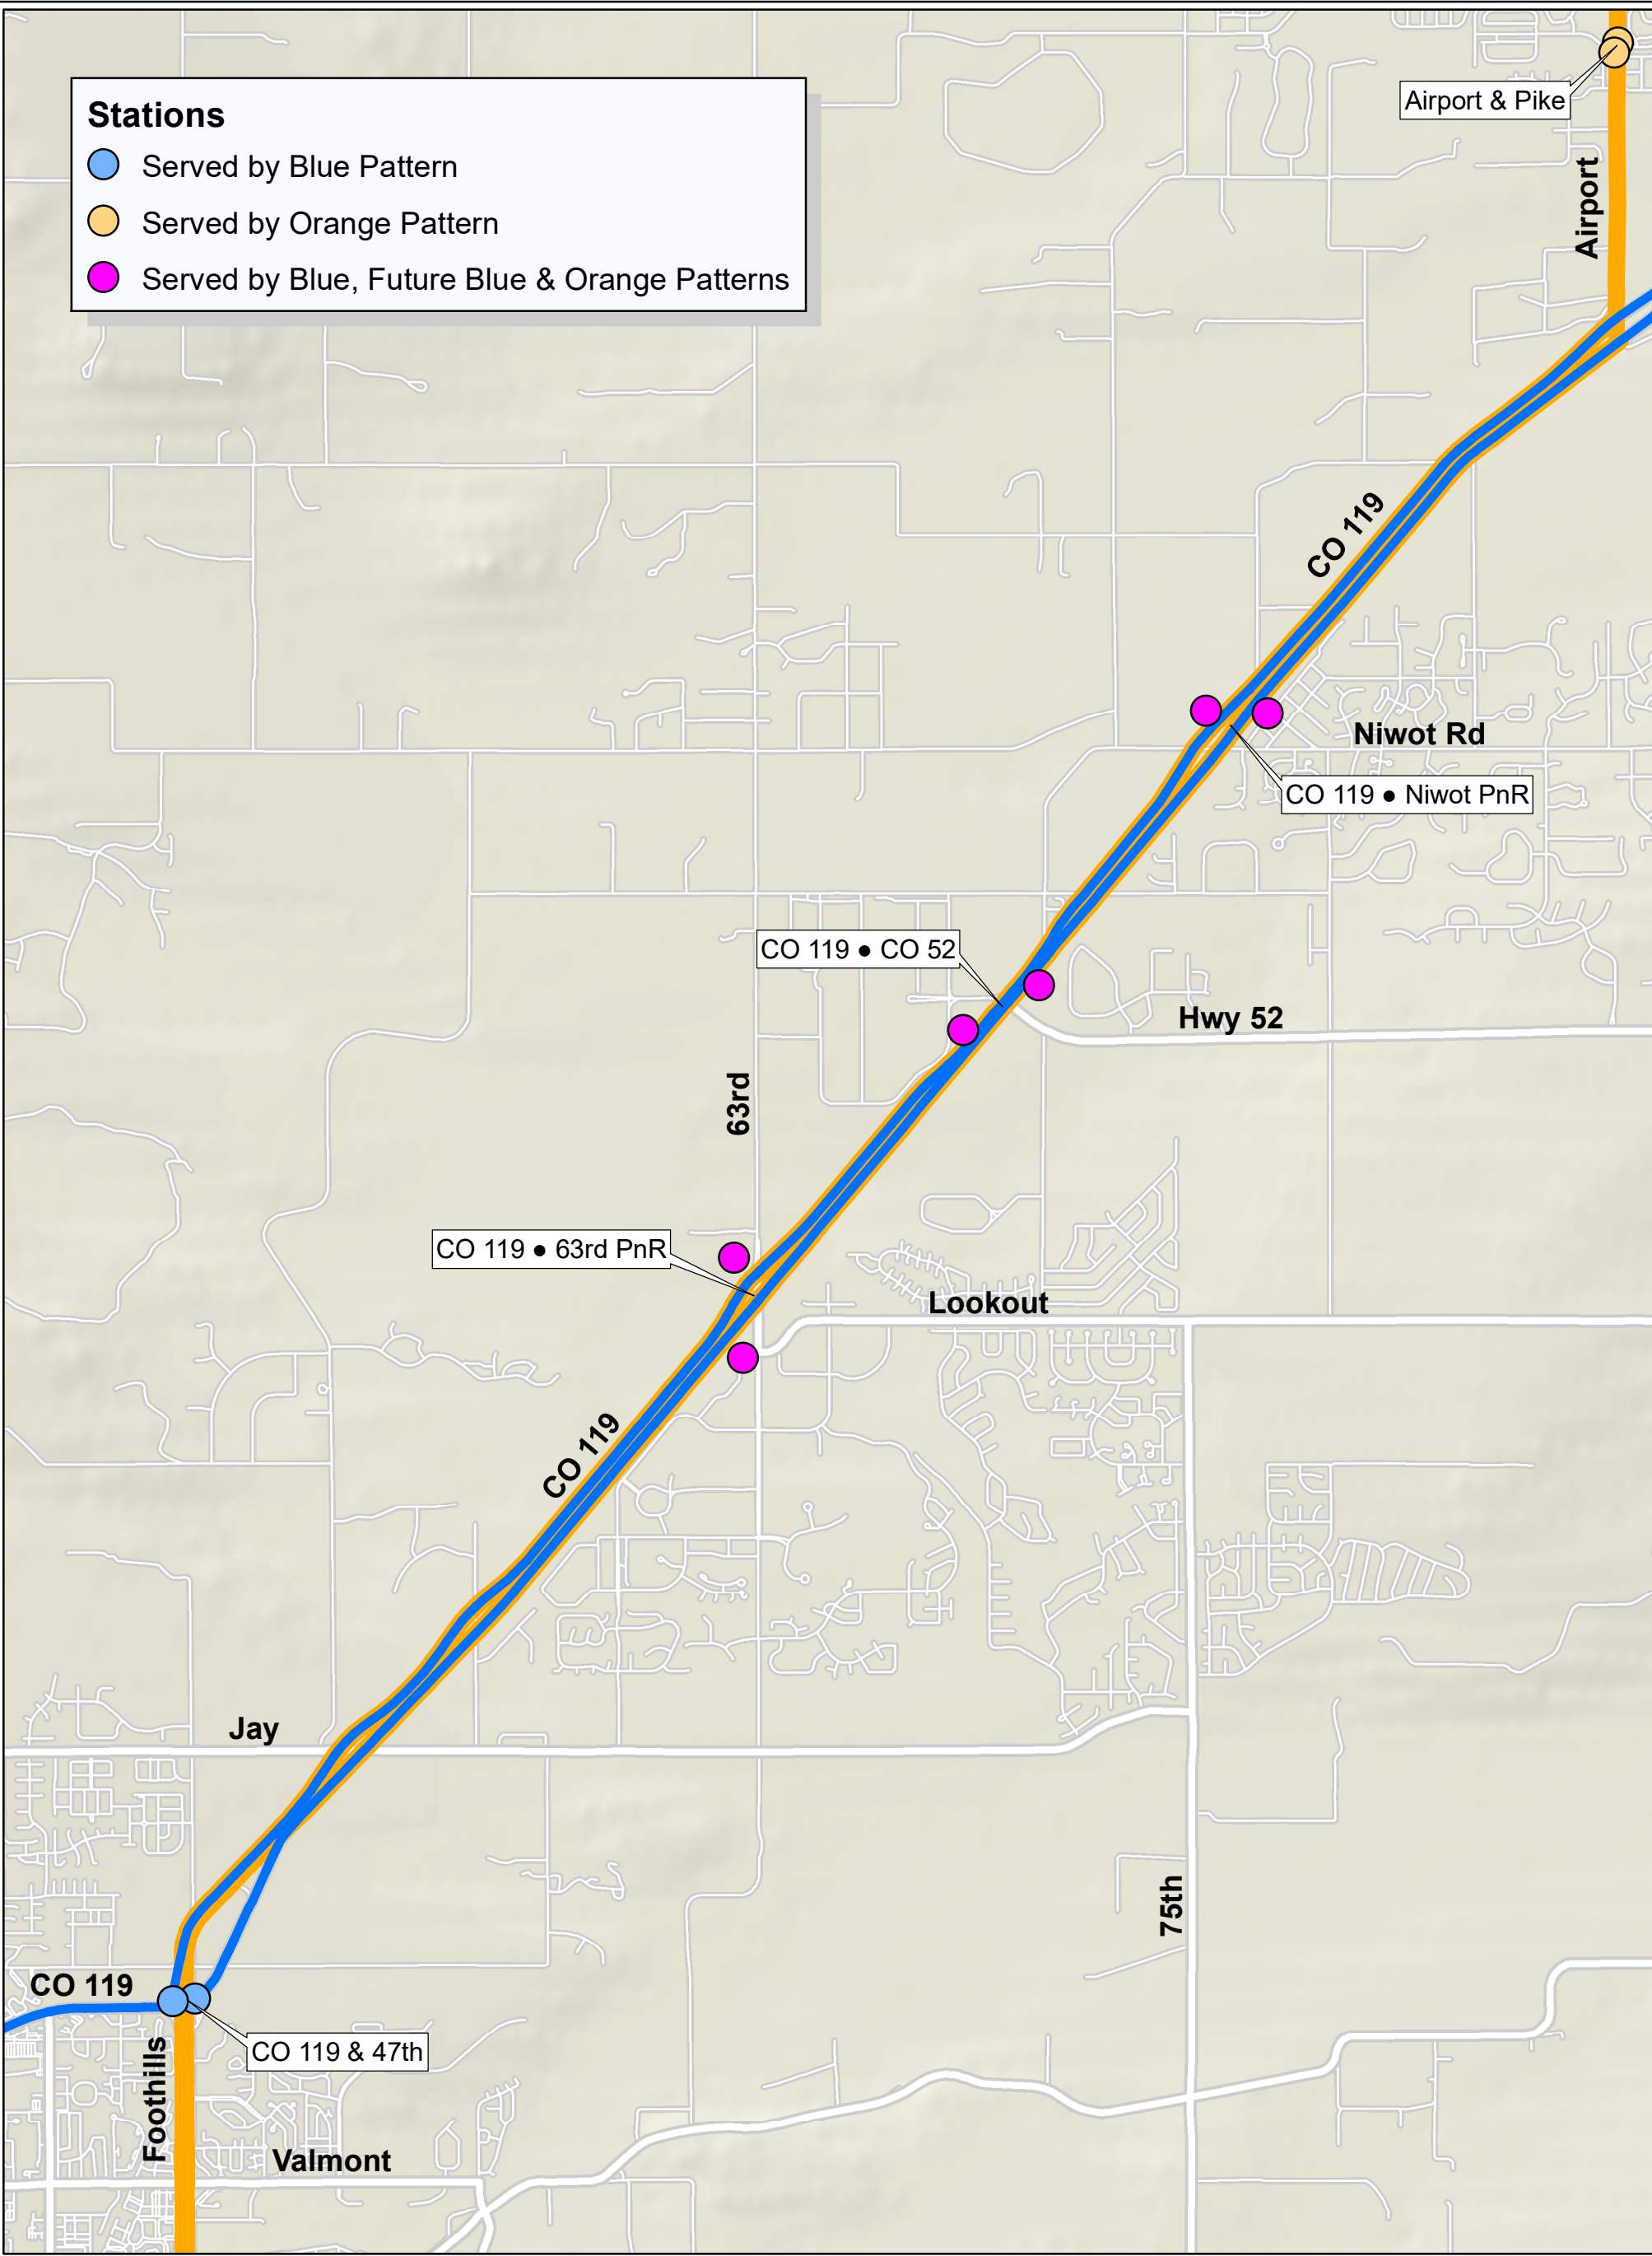 Airport & Pike
Stations
Served by Blue Pattern
Served by Orange Pattern
Served by Blue, Future Blue & Orange Patterns
Airport
CO 119
Niwot Rd
CO 119 ● Niwot PnR
CO 119 ● CO 52
Hwy 52
63rd
CO 119 ● 63rd PnR
Lookout
CO 119
Jay
75th
CO 119
CO 119 & 47th
Foothills
Valmont